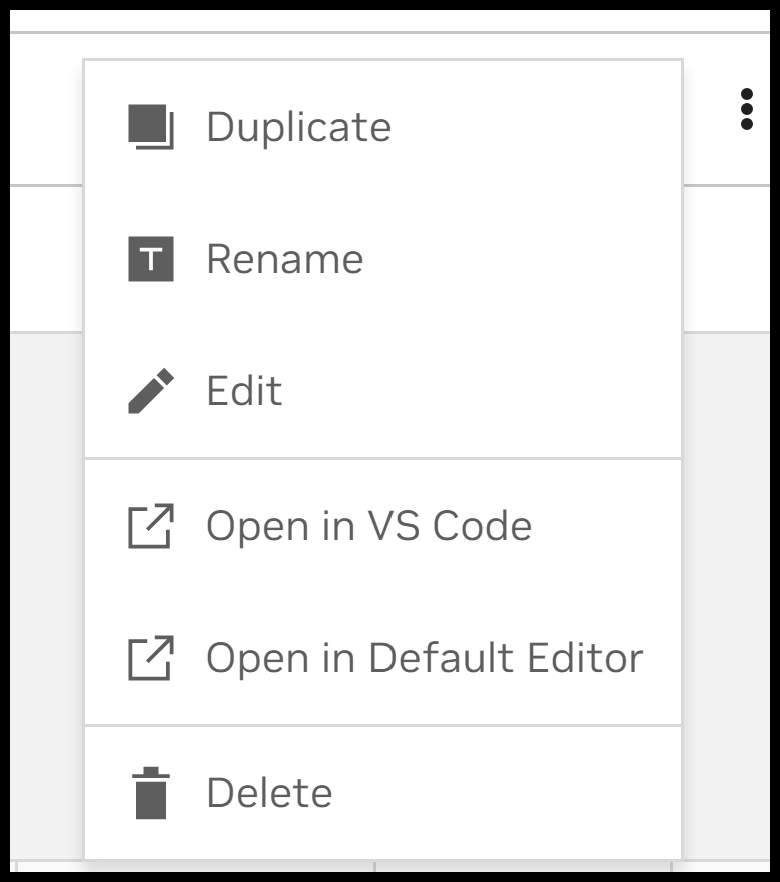 Duplicate
Rename
Edit
Open in VS Code
Open in Default Editor
Delete